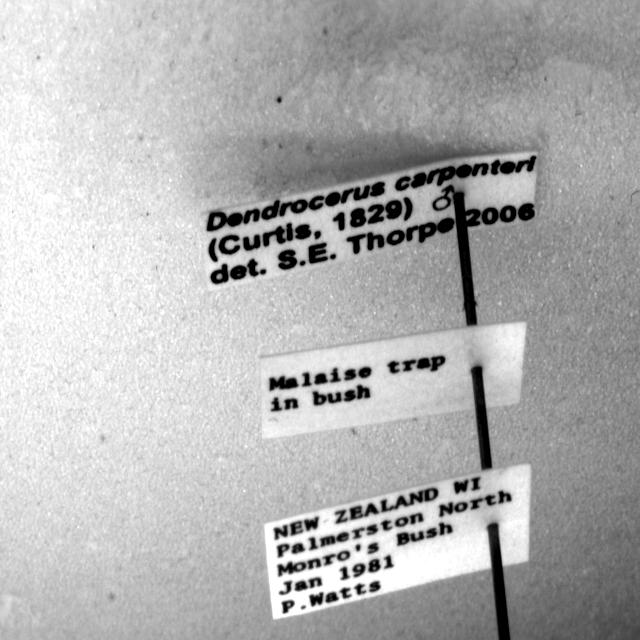 Dendrocerus carpenteri
(Curtis, 1829) ♂
det. S.E. Thorpe 2006
Malaise trap
in bush
NEW ZEALAND WI
Palmerston North
Monro's Bush
Jan 1981
P.Watts